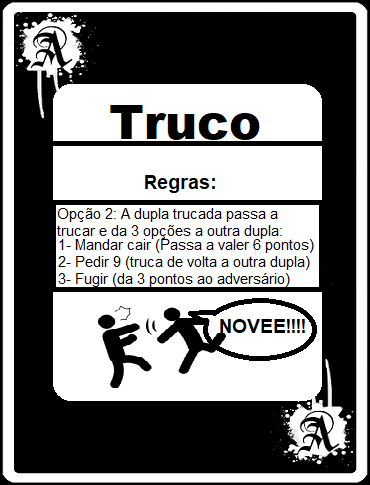 A
Truco
Regras:
Opção 2: A dupla trucada passa a
trucar e da 3 opções a outra dupla:
1- Mandar cair (Passa a valer 6 pontos)
2- Pedir 9 (truca de volta a outra dupla)
3- Fugir (da 3 pontos ao adversário)
NOVEE!!!!
A